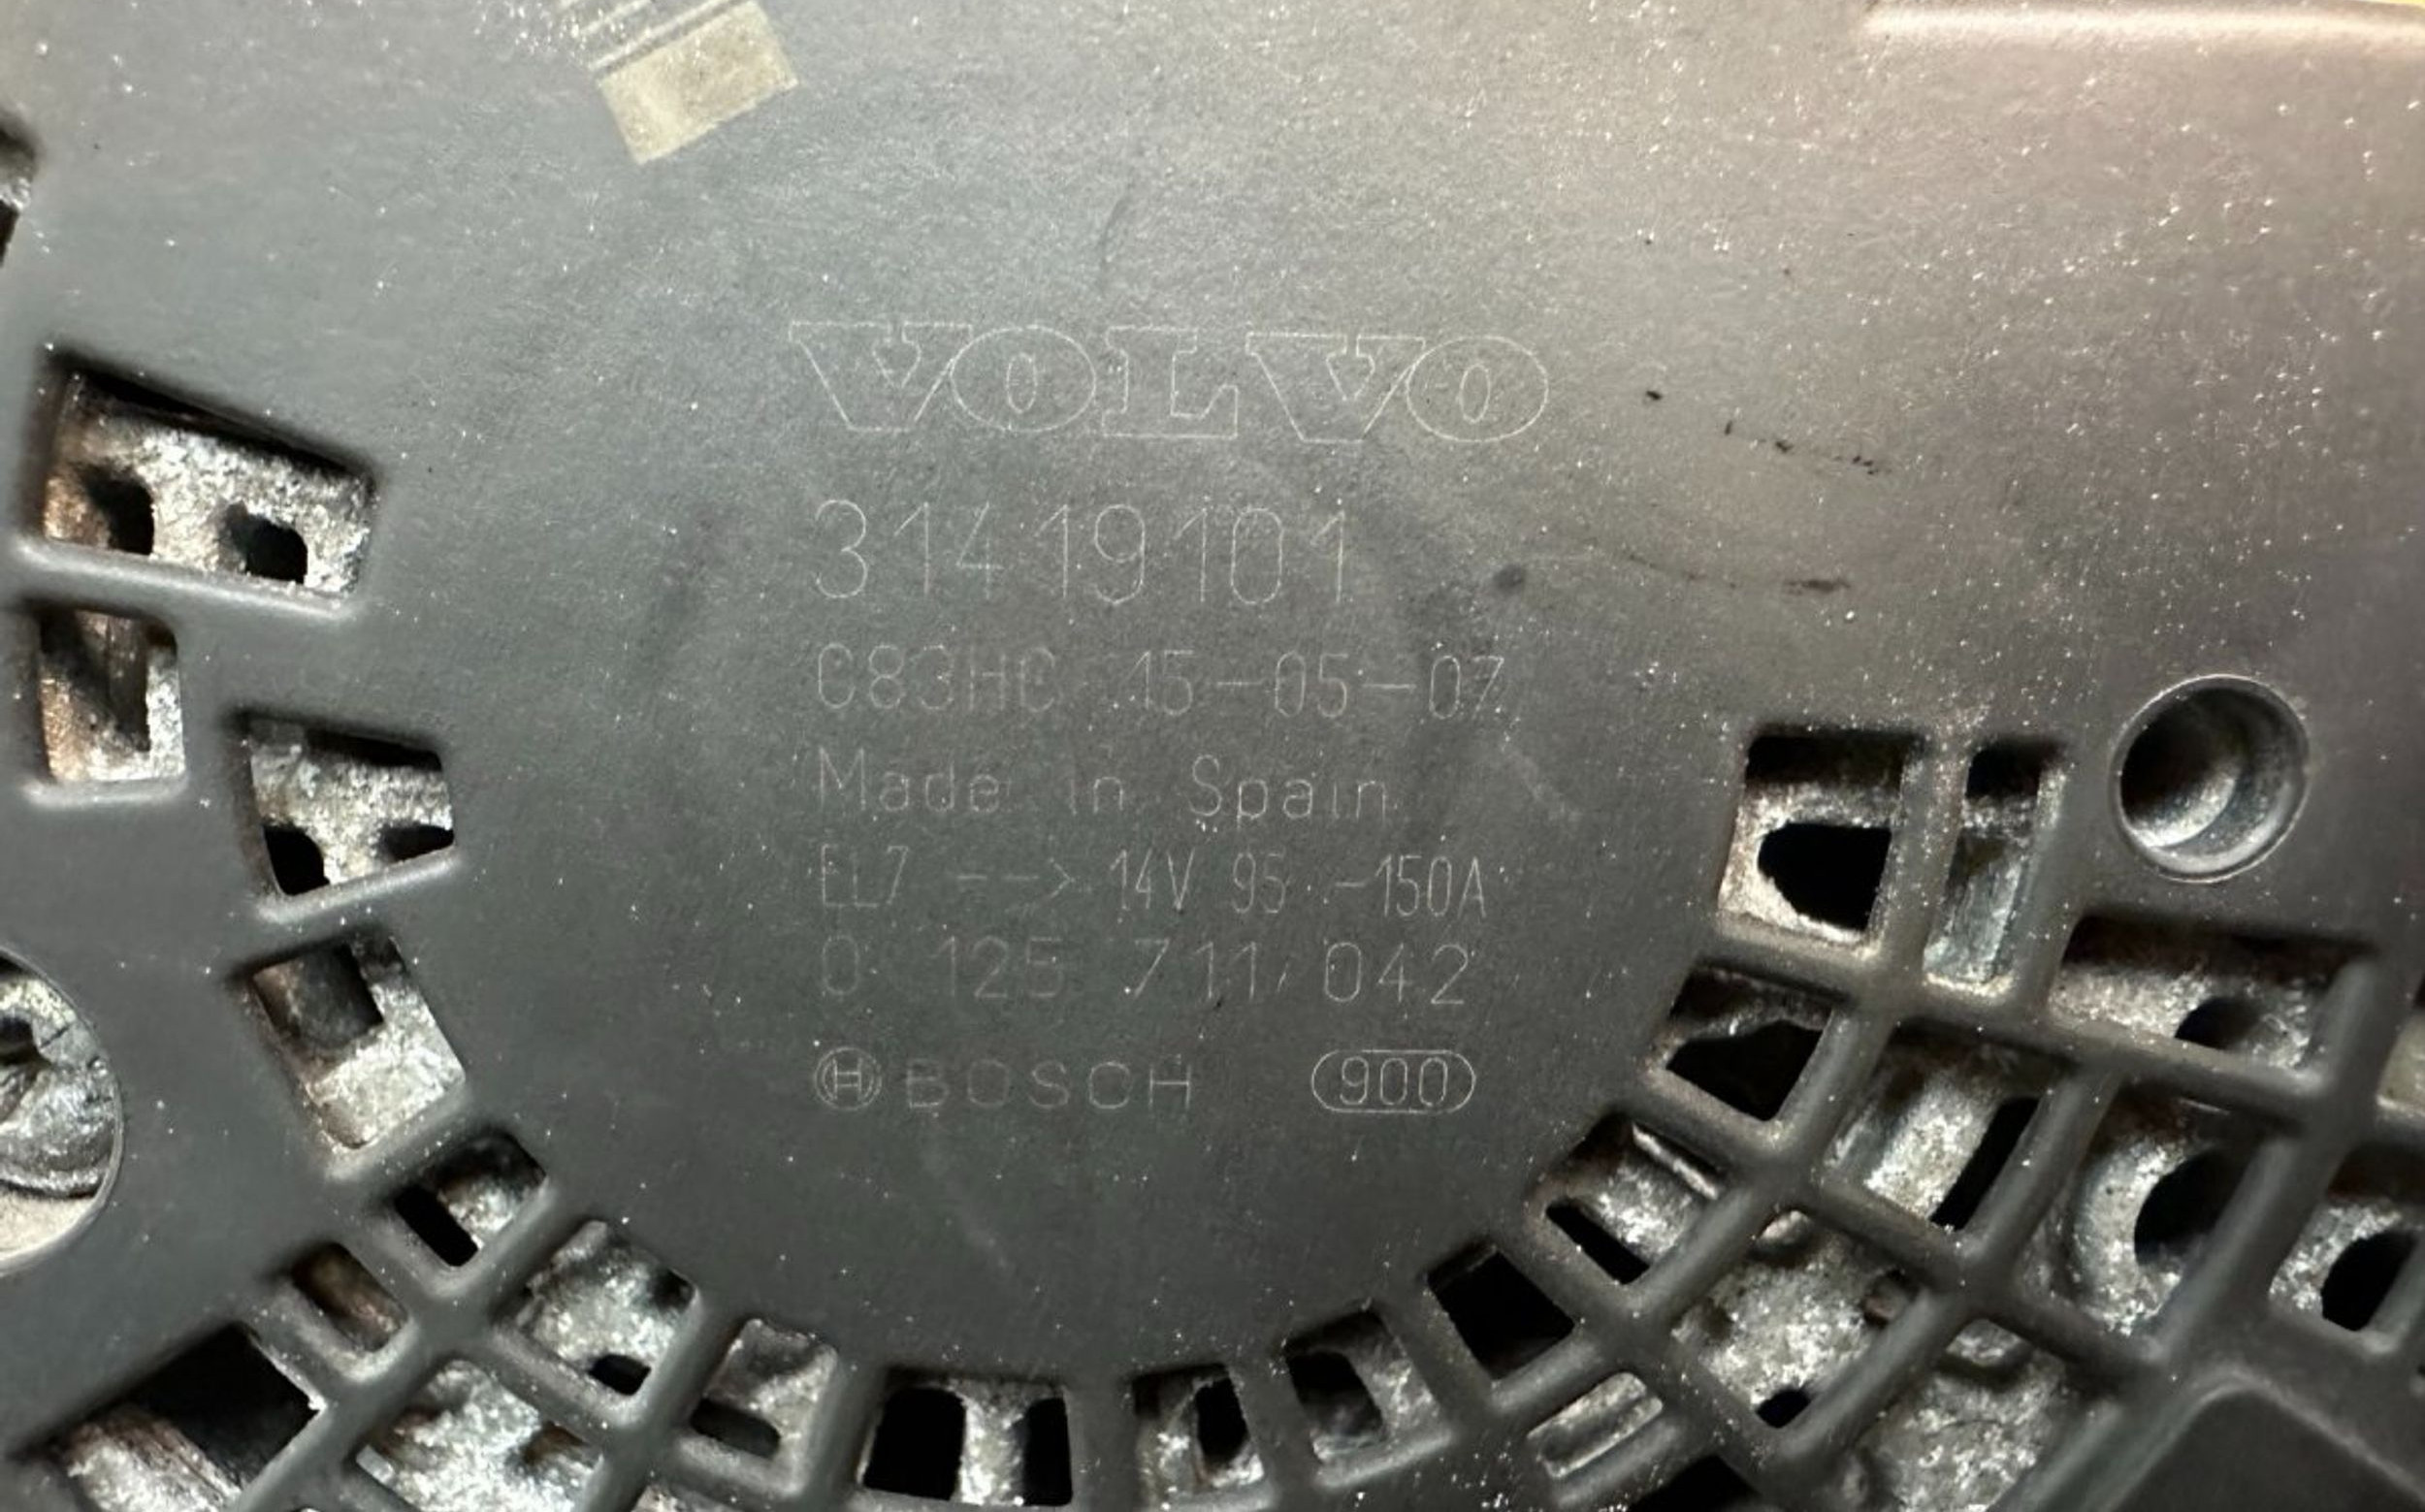 VOLVO
31419101
C83HC 15-05-07
Made in Spain
EL7 --> 14V 95 -150A
0 125 711 042
BOSCH 900